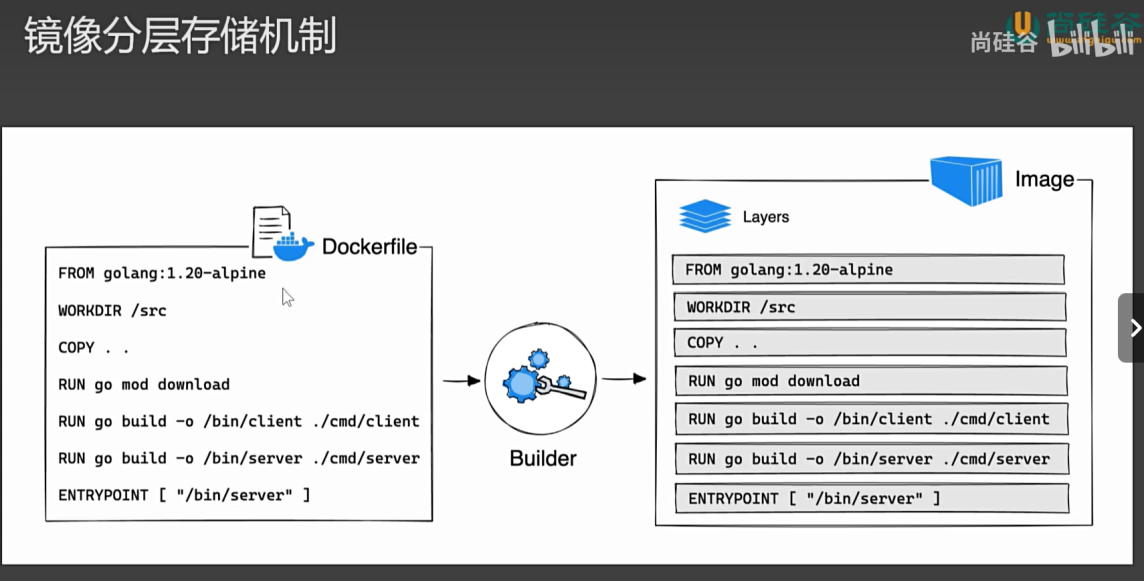 镜像分层存储机制
尚硅谷
尚硅谷
bilibili
Image
Layers
Dockerfile
FROM golang:1.20-alpine
WORKDIR /src
COPY . .
RUN go mod download
RUN go build -o /bin/client ./cmd/client
RUN go build -o /bin/server ./cmd/server
ENTRYPOINT [ "/bin/server" ]
Builder
FROM golang:1.20-alpine
WORKDIR /src
COPY . .
RUN go mod download
RUN go build -o /bin/client ./cmd/client
RUN go build -o /bin/server ./cmd/server
ENTRYPOINT [ "/bin/server" ]